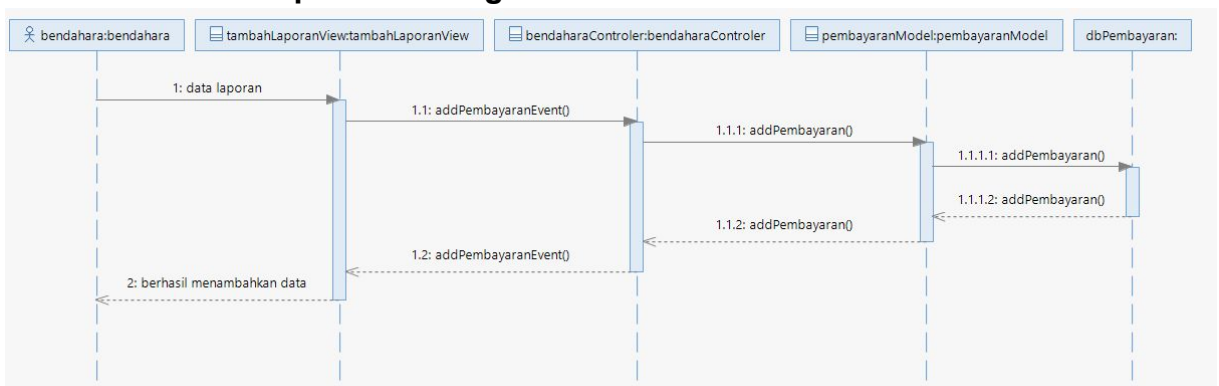 bendahara:bendahara
tambahLaporanView:tambahLaporanView
bendaharaControler:bendaharaControler
pembayaranModel:pembayaranModel
dbPembayaran:
1: data laporan
1.1: addPembayaranEvent()
1.1.1: addPembayaran()
1.1.1.1: addPembayaran()
1.1.1.2: addPembayaran()
1.1.2: addPembayaran()
1.2: addPembayaranEvent()
2: berhasil menambahkan data